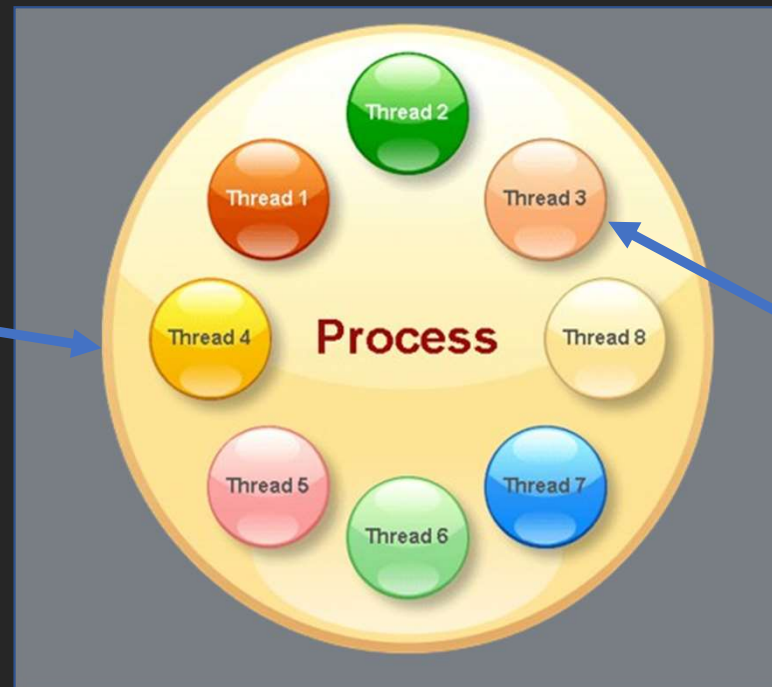 Thread 2
Thread 1
Thread 3
Thread 4
Process
Thread 8
Thread 5
Thread 7
Thread 6